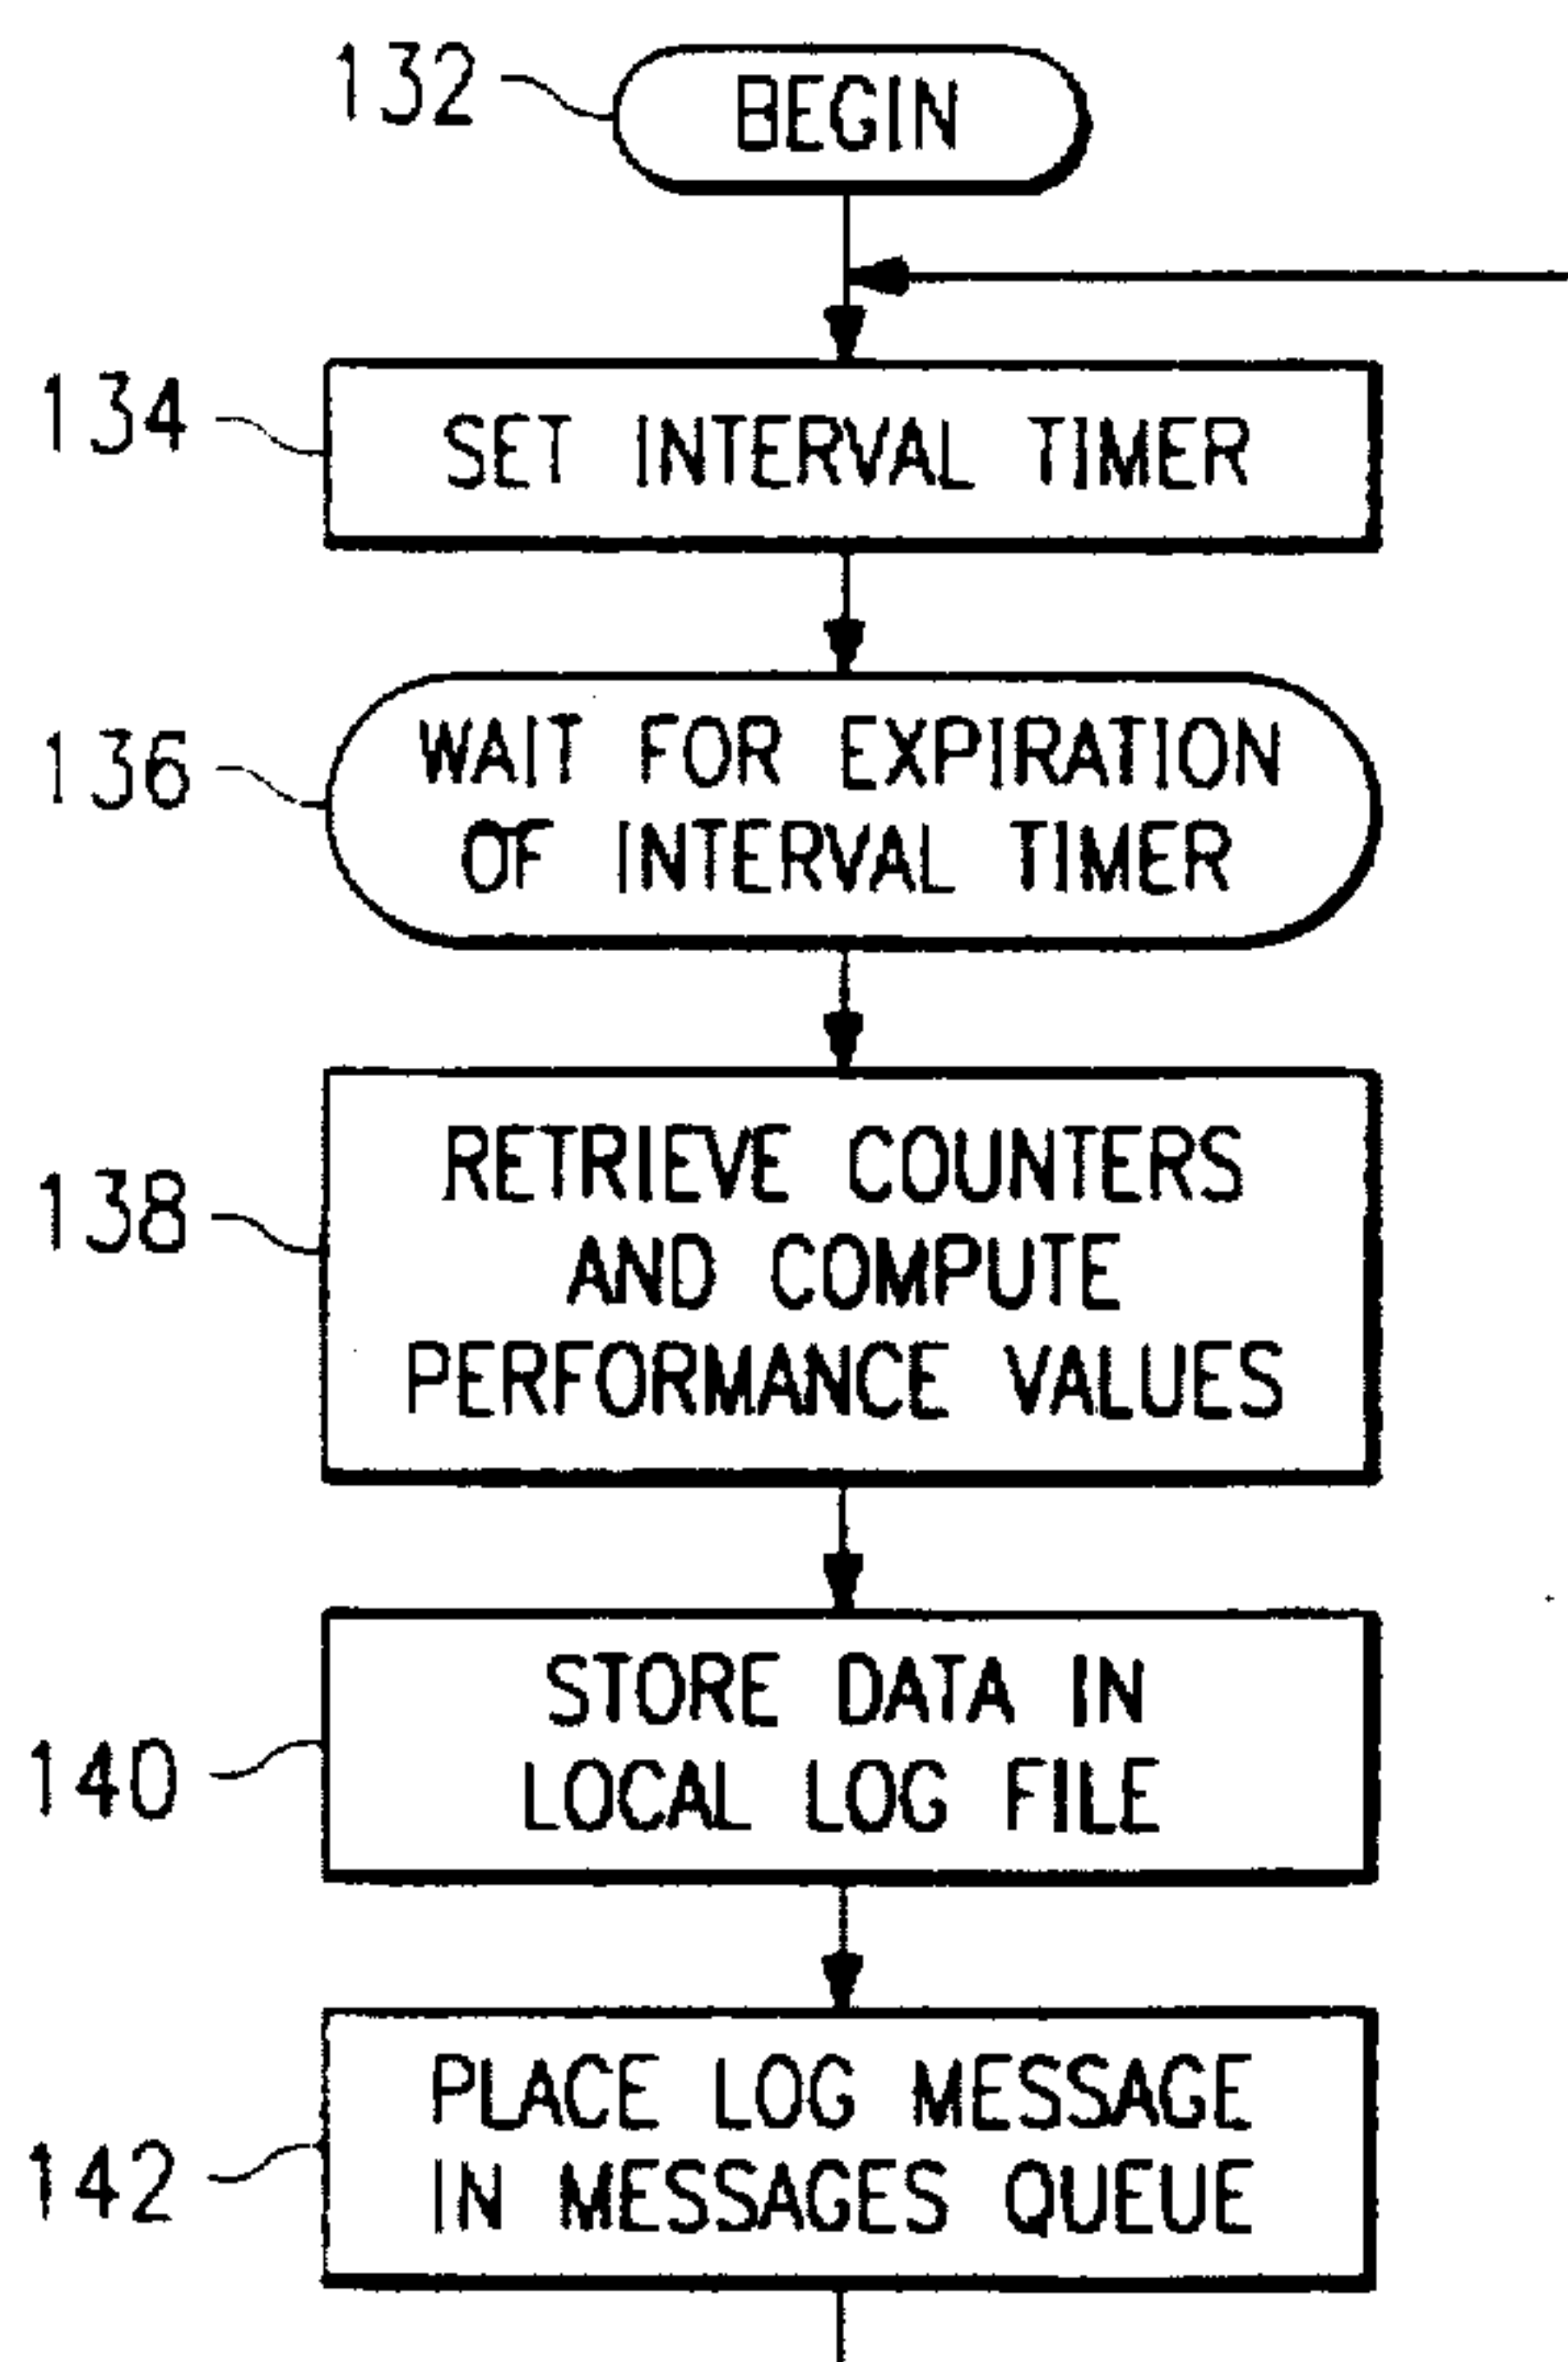 132
BEGIN
134
SET INTERVAL TIMER
136
WAIT FOR EXPIRATION
OF INTERVAL TIMER
138
RETRIEVE COUNTERS
AND COMPUTE
PERFORMANCE VALUES
140
STORE DATA IN
LOCAL LOG FILE
142
PLACE LOG MESSAGE
IN MESSAGES QUEUE